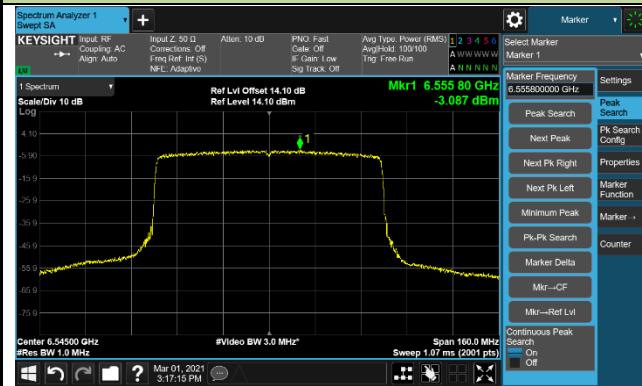 Spectrum Analyzer 1
Swept SA
Marker
KEYSIGHT
Input: RF
Coupling: AC
Align: Auto
Input Z: 50 Ω
Corrections: Off
Freq Ref: Int (S)
NFE: Adaptive
Atten: 10 dB
PNO: Fast
Gate: Off
IF Gain: Low
Sig Track: Off
Avg Type: Power (RMS)
Avg|Hold: 100/100
Trig: Free Run
1 2 3 4 5 6
A W W W W W
A N N N N N
LXI
Select Marker
Marker 1
1 Spectrum
Scale/Div 10 dB
Log
Ref Lvl Offset 14.10 dB
Ref Level 14.10 dBm
Mkr1 6.555 80 GHz
-3.087 dBm
4.10
-5.90
-15.9
-25.9
-35.9
-45.9
-55.9
-65.9
-75.9
1
Center 6.54500 GHz
#Res BW 1.0 MHz
#Video BW 3.0 MHz*
Span 160.0 MHz
Sweep 1.07 ms (2001 pts)
Marker Frequency
6.555800000 GHz
Peak Search
Next Peak
Next Pk Right
Next Pk Left
Minimum Peak
Pk-Pk Search
Marker Delta
Mkr→CF
Mkr→Ref Lvl
Continuous Peak
Search
On
Off
Settings
Peak
Search
Pk Search
Config
Properties
Marker
Function
Marker→
Counter
Mar 01, 2021
3:17:15 PM